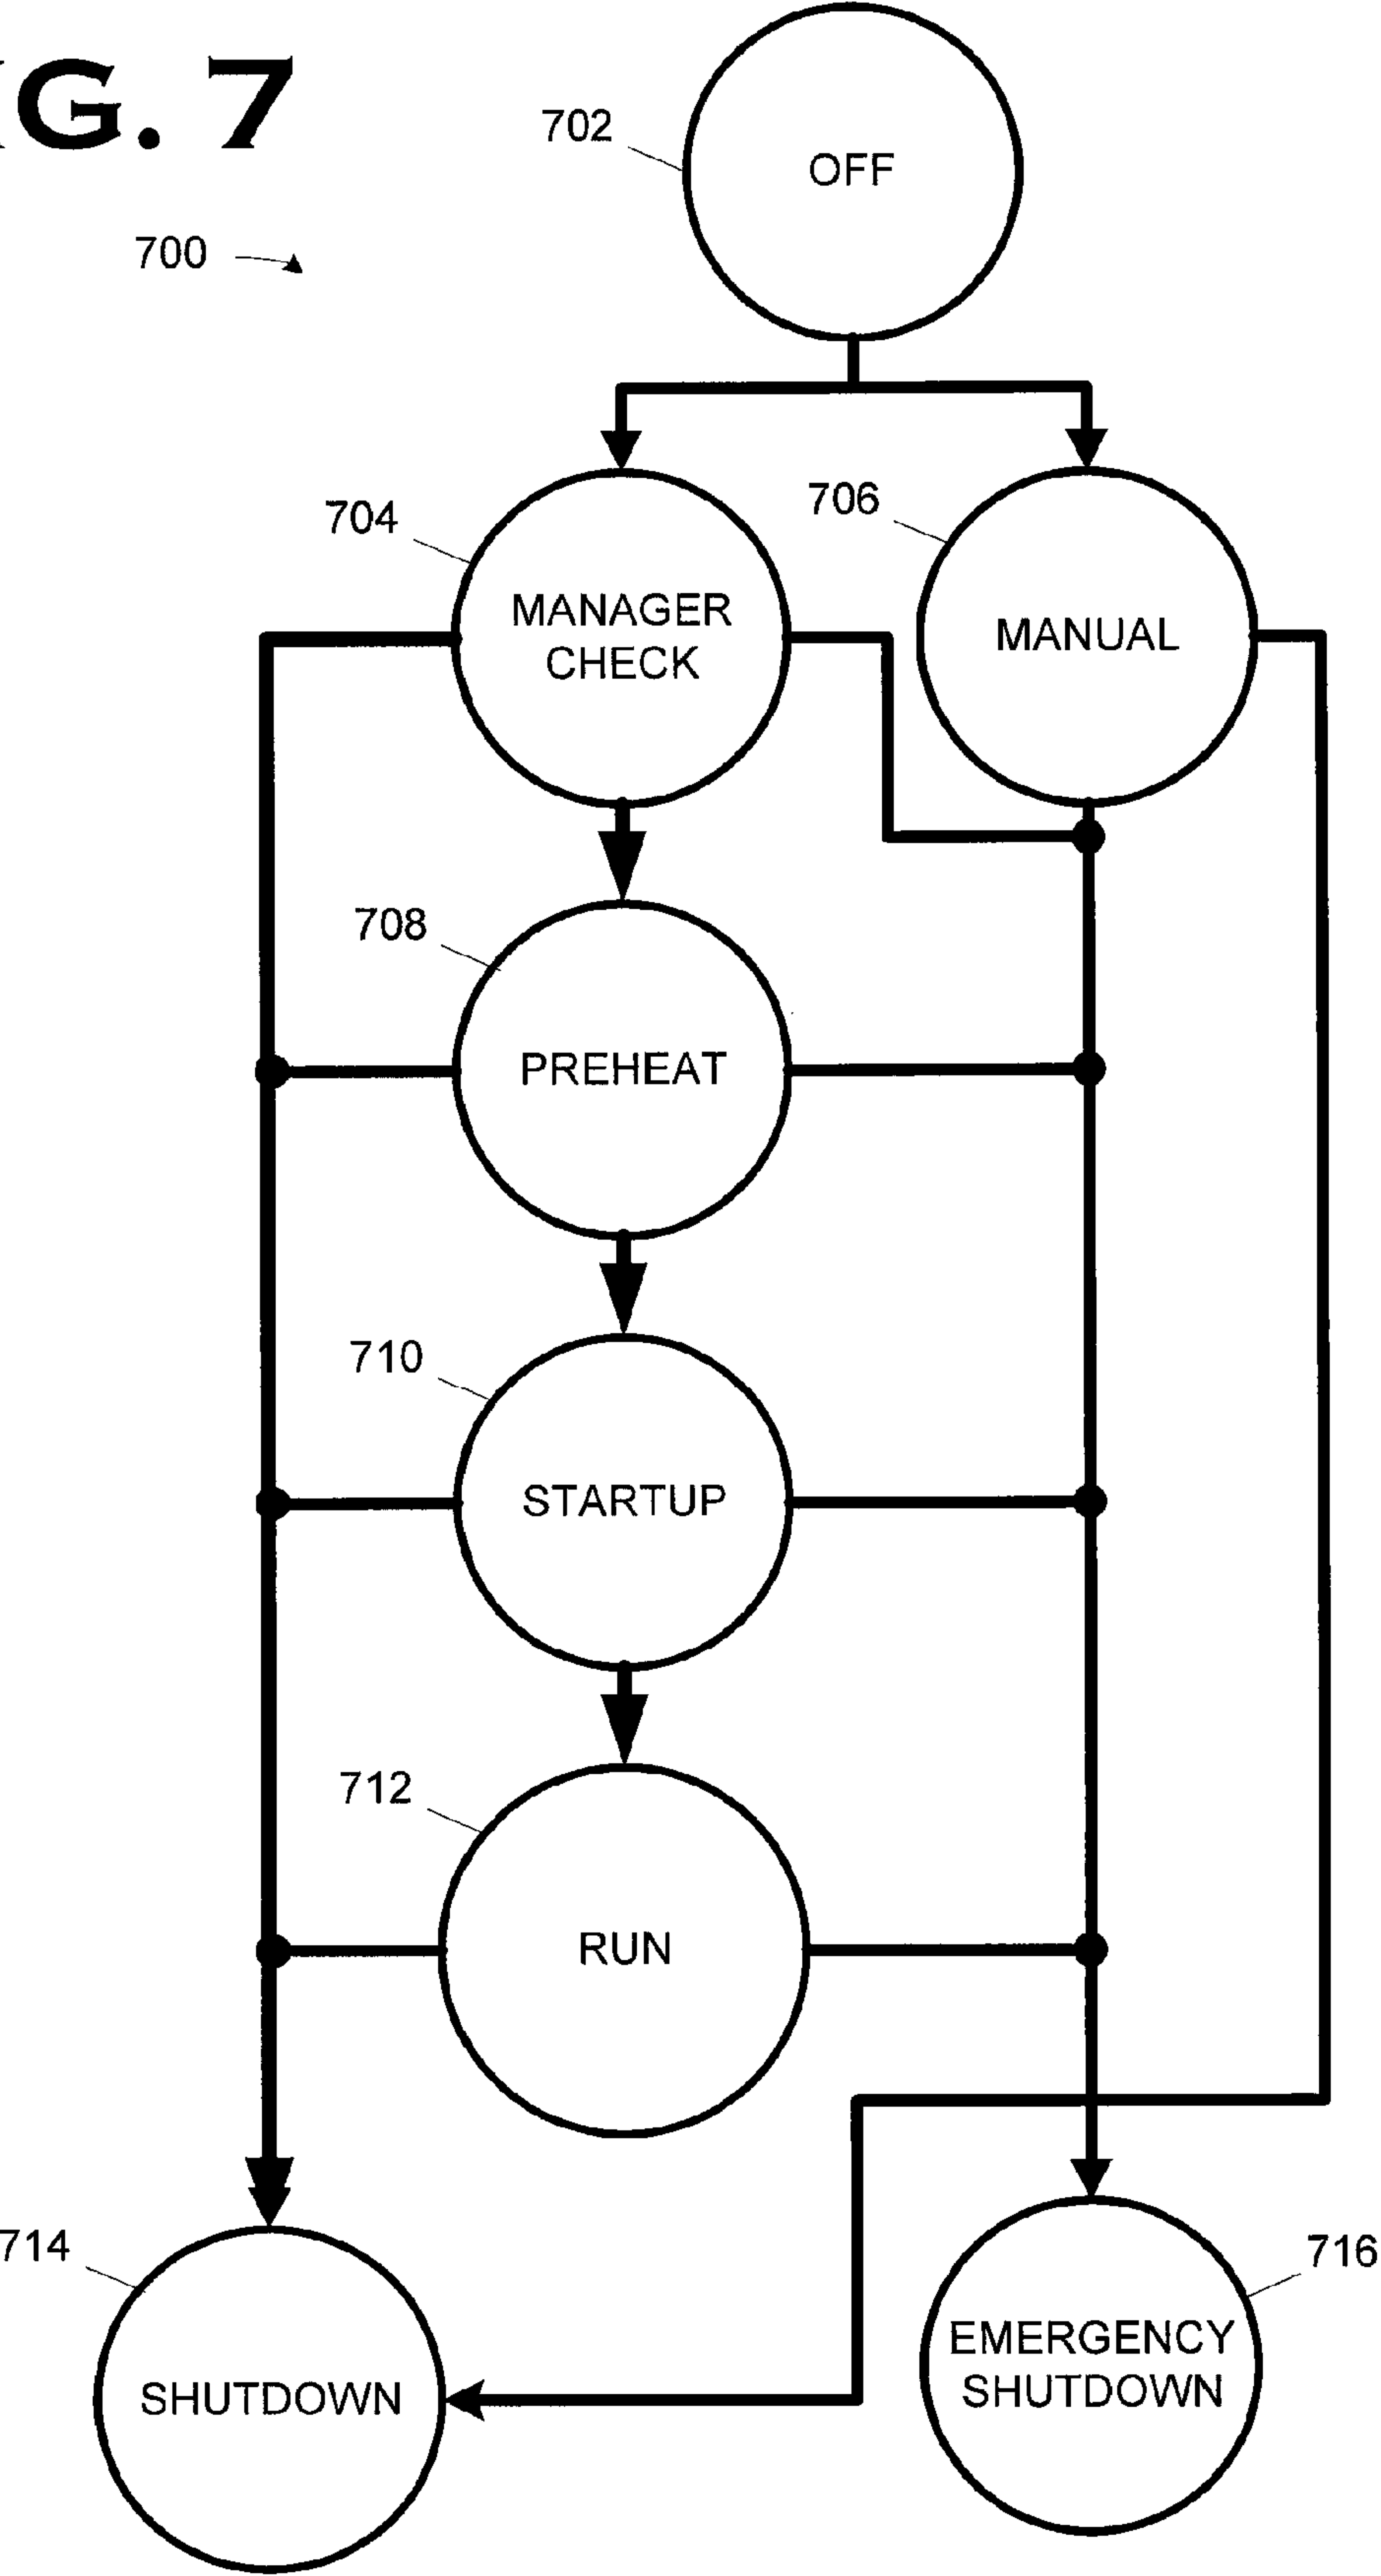 G. 7
702
OFF
700
704
706
MANAGER
CHECK
MANUAL
708
PREHEAT
710
STARTUP
712
RUN
714
716
EMERGENCY
SHUTDOWN
SHUTDOWN